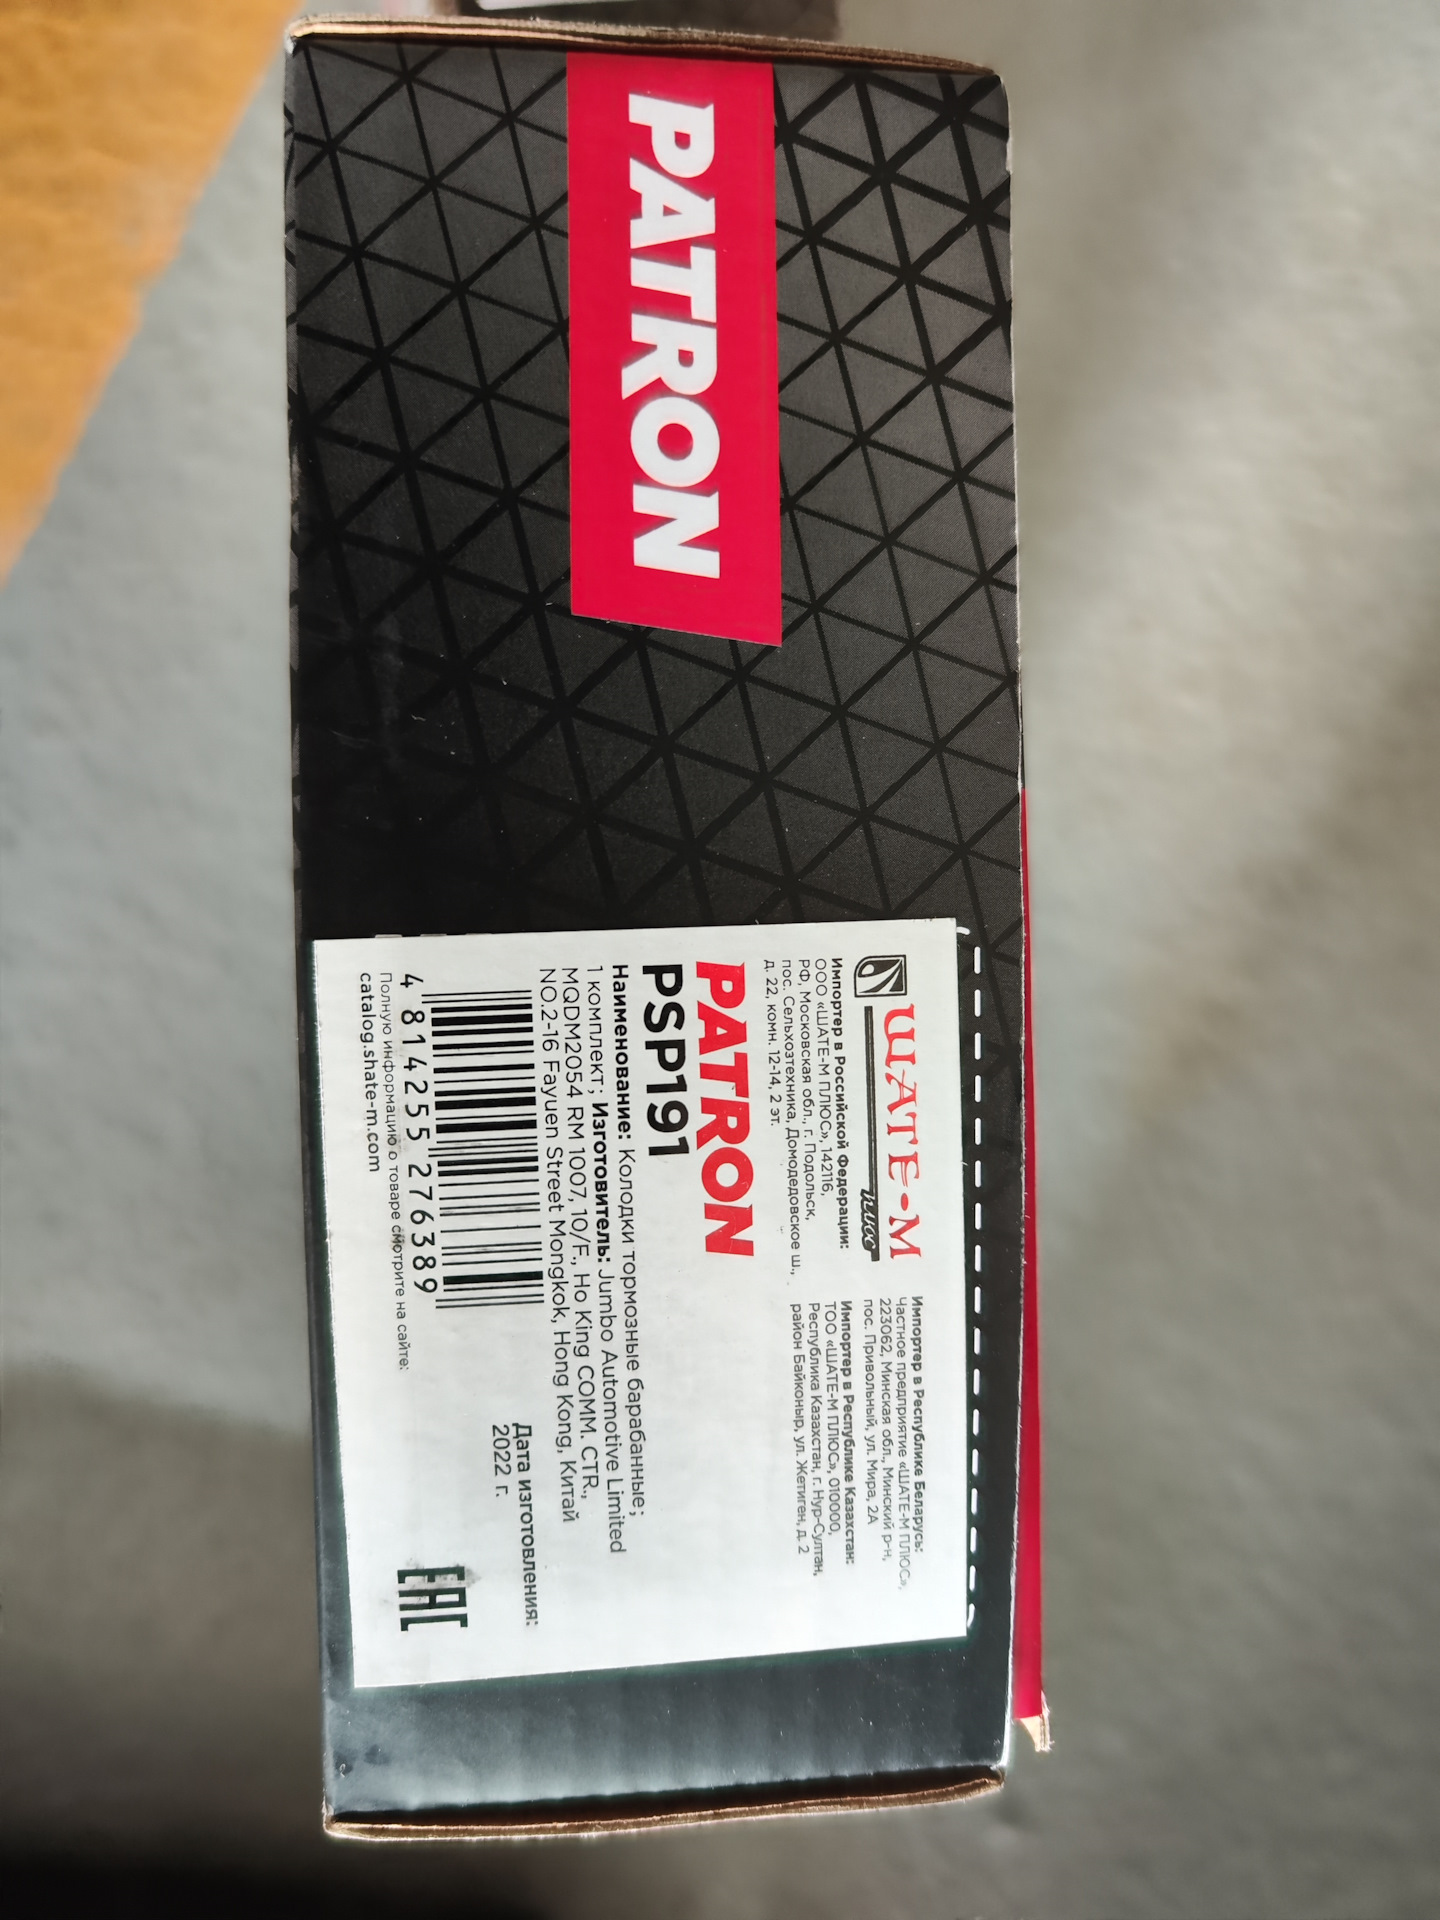 PATRON
ШАТЕ-М
плюс
Импортер в Российской Федерации:
ООО «ШАТЕ-М ПЛЮС», 142116,
РФ, Московская обл., г. Подольск,
пос. Сельхозтехника, Домодедовское ш.,
д. 22, комн. 12-14, 2 эт.
Импортер в Республике Беларусь:
Частное предприятие «ШАТЕ-М ПЛЮС»,
223062, Минская обл., Минский р-н,
пос. Привольный, ул. Мира, 2А
Импортер в Республике Казахстан:
ТОО «ШАТЕ-М ПЛЮС», 010000,
Республика Казахстан, г. Нур-Султан,
район Байконыр, ул. Жетиген, д. 2
PATRON
PSP191
Наименование: Колодки тормозные барабанные;
1 комплект; Изготовитель: Jumbo Automotive Limited
MQDM2054 RM 1007, 10/F., Ho King COMM. CTR.,
NO.2-16 Fayuen Street Mongkok, Hong Kong, Китай
Дата изготовления:
2022 г.
4 814255 276389
Полную информацию о товаре смотрите на сайте:
catalog.shate-m.com
EAC